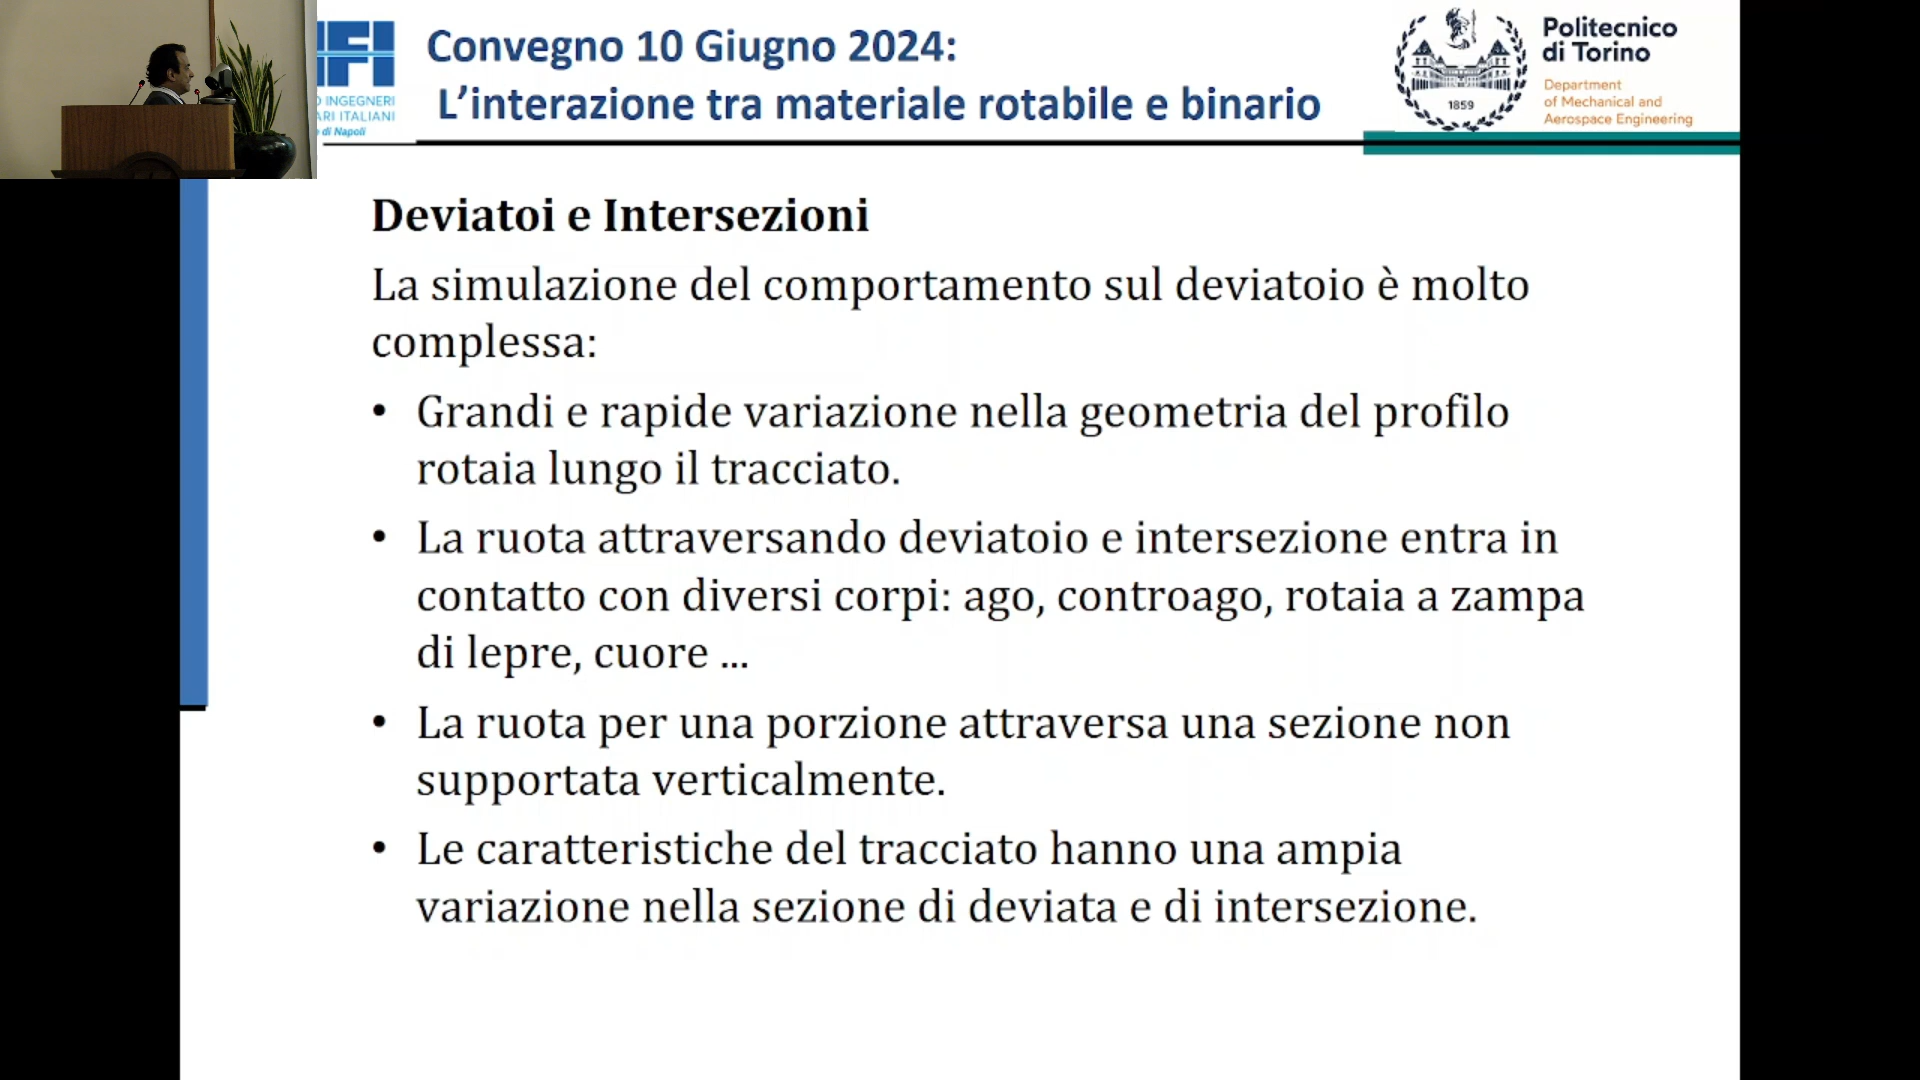 Convegno 10 Giugno 2024:
L’interazione tra materiale rotabile e binario
INGEGNERI
ITALIANI
di Napoli
1859
Politecnico
di Torino
Department
of Mechanical and
Aerospace Engineering
Deviatoi e Intersezioni
La simulazione del comportamento sul deviatoio è molto
complessa:
• Grandi e rapide variazione nella geometria del profilo
rotaia lungo il tracciato.
• La ruota attraversando deviatoio e intersezione entra in
contatto con diversi corpi: ago, controago, rotaia a zampa
di lepre, cuore ...
• La ruota per una porzione attraversa una sezione non
supportata verticalmente.
• Le caratteristiche del tracciato hanno una ampia
variazione nella sezione di deviata e di intersezione.